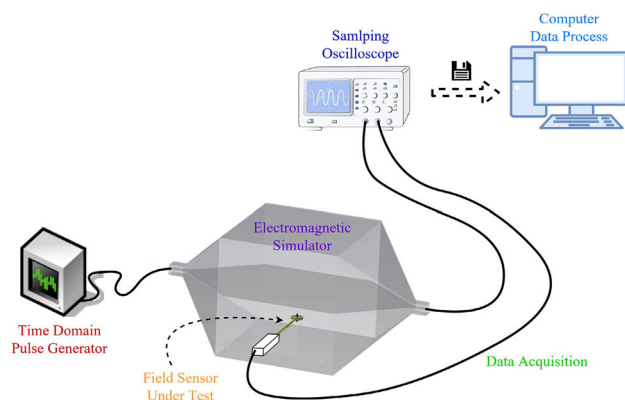 Computer
Data Process
Samlping
Oscilloscope
Electromagnetic
Simulator
Time Domain
Pulse Generator
Data Acquisition
Field Sensor
Under Test